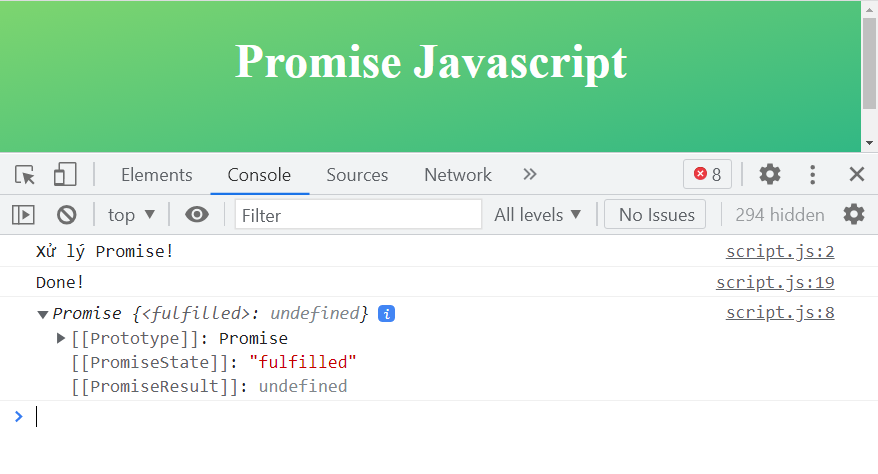 Promise Javascript
Elements Console Sources Network » 8
top ▼ Filter All levels ▼ No Issues 294 hidden
Xử lý Promise! script.js:2
Done! script.js:19
▼Promise {<fulfilled>: undefined} i script.js:8
▶[[Prototype]]: Promise
[[PromiseState]]: "fulfilled"
[[PromiseResult]]: undefined
>